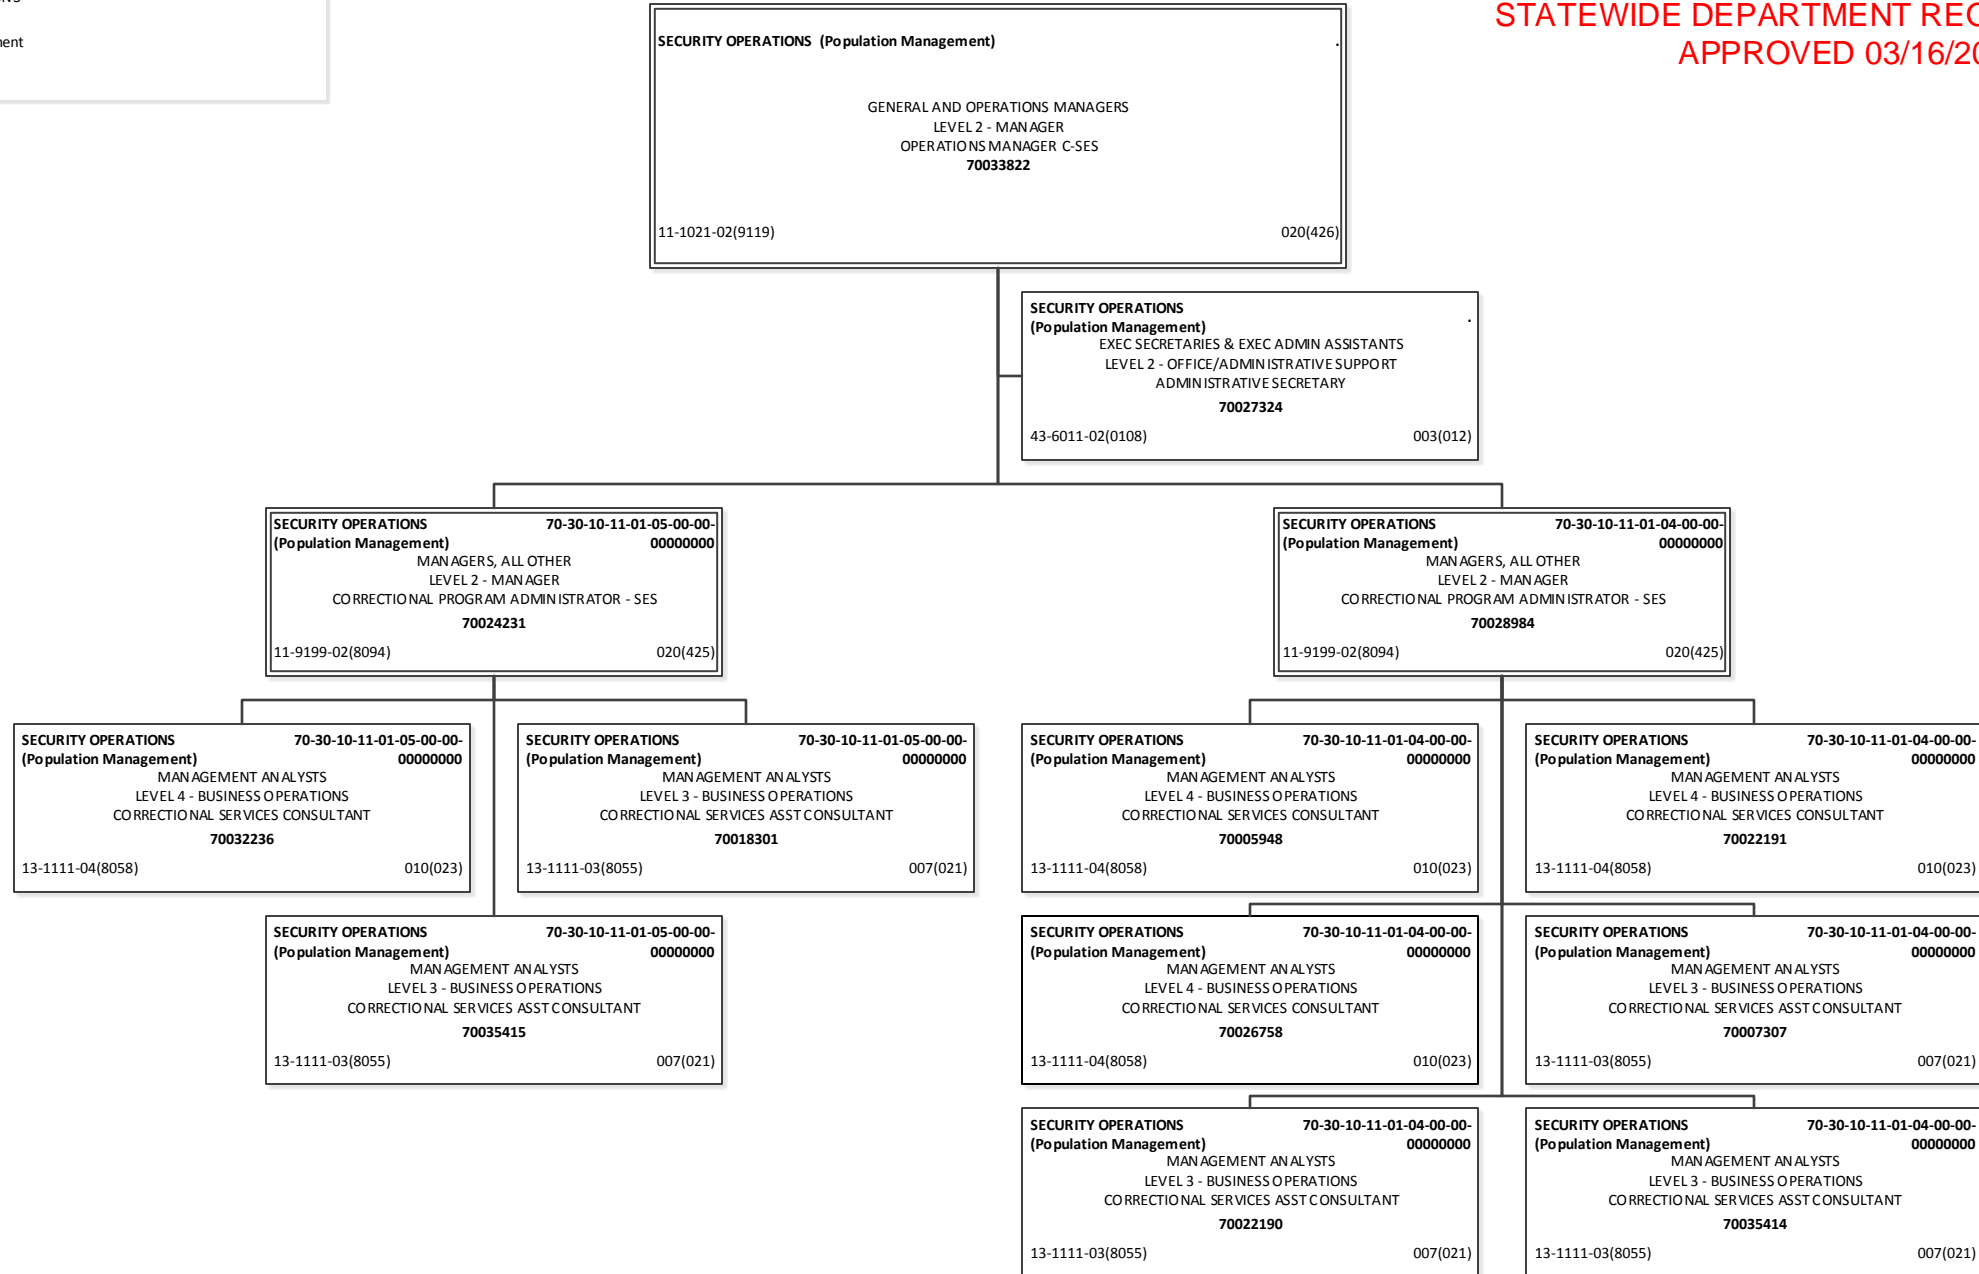 STATEWIDE DEPARTMENT
APPROVED 03/16/
SECURITY OPERATIONS (Population Management) .
GENERAL AND OPERATIONS MANAGERS
LEVEL 2 - MANAGER
OPERATIONS MANAGER C-SES
70033822
11-1021-02(9119) 020(426)
SECURITY OPERATIONS
(Population Management) .
EXEC SECRETARIES & EXEC ADMIN ASSISTANTS
LEVEL 2 - OFFICE/ADMINISTRATIVE SUPPORT
ADMINISTRATIVE SECRETARY
70027324
43-6011-02(0108) 003(012)
SECURITY OPERATIONS 70-30-10-11-01-05-00-00-
(Population Management) 00000000
MANAGERS, ALL OTHER
LEVEL 2 - MANAGER
CORRECTIONAL PROGRAM ADMINISTRATOR - SES
70024231
11-9199-02(8094) 020(425)
SECURITY OPERATIONS 70-30-10-11-01-04-00-00-
(Population Management) 00000000
MANAGERS, ALL OTHER
LEVEL 2 - MANAGER
CORRECTIONAL PROGRAM ADMINISTRATOR - SES
70028984
11-9199-02(8094) 020(425)
SECURITY OPERATIONS 70-30-10-11-01-05-00-00-
(Population Management) 00000000
MANAGEMENT ANALYSTS
LEVEL 4 - BUSINESS OPERATIONS
CORRECTIONAL SERVICES CONSULTANT
70032236
13-1111-04(8058) 010(023)
SECURITY OPERATIONS 70-30-10-11-01-05-00-00-
(Population Management) 00000000
MANAGEMENT ANALYSTS
LEVEL 3 - BUSINESS OPERATIONS
CORRECTIONAL SERVICES ASST CONSULTANT
70018301
13-1111-03(8055) 007(021)
SECURITY OPERATIONS 70-30-10-11-01-04-00-00-
(Population Management) 00000000
MANAGEMENT ANALYSTS
LEVEL 4 - BUSINESS OPERATIONS
CORRECTIONAL SERVICES CONSULTANT
70005948
13-1111-04(8058) 010(023)
SECURITY OPERATIONS 70-30-10-11-01-04-00-00-
(Population Management) 00000000
MANAGEMENT ANALYSTS
LEVEL 4 - BUSINESS OPERATIONS
CORRECTIONAL SERVICES CONSULTANT
70022191
13-1111-04(8058) 010(023)
SECURITY OPERATIONS 70-30-10-11-01-05-00-00-
(Population Management) 00000000
MANAGEMENT ANALYSTS
LEVEL 3 - BUSINESS OPERATIONS
CORRECTIONAL SERVICES ASST CONSULTANT
70035415
13-1111-03(8055) 007(021)
SECURITY OPERATIONS 70-30-10-11-01-04-00-00-
(Population Management) 00000000
MANAGEMENT ANALYSTS
LEVEL 4 - BUSINESS OPERATIONS
CORRECTIONAL SERVICES CONSULTANT
70026758
13-1111-04(8058) 010(023)
SECURITY OPERATIONS 70-30-10-11-01-04-00-00-
(Population Management) 00000000
MANAGEMENT ANALYSTS
LEVEL 3 - BUSINESS OPERATIONS
CORRECTIONAL SERVICES ASST CONSULTANT
70007307
13-1111-03(8055) 007(021)
SECURITY OPERATIONS 70-30-10-11-01-04-00-00-
(Population Management) 00000000
MANAGEMENT ANALYSTS
LEVEL 3 - BUSINESS OPERATIONS
CORRECTIONAL SERVICES ASST CONSULTANT
70022190
13-1111-03(8055) 007(021)
SECURITY OPERATIONS 70-30-10-11-01-04-00-00-
(Population Management) 00000000
MANAGEMENT ANALYSTS
LEVEL 3 - BUSINESS OPERATIONS
CORRECTIONAL SERVICES ASST CONSULTANT
70035414
13-1111-03(8055) 007(021)